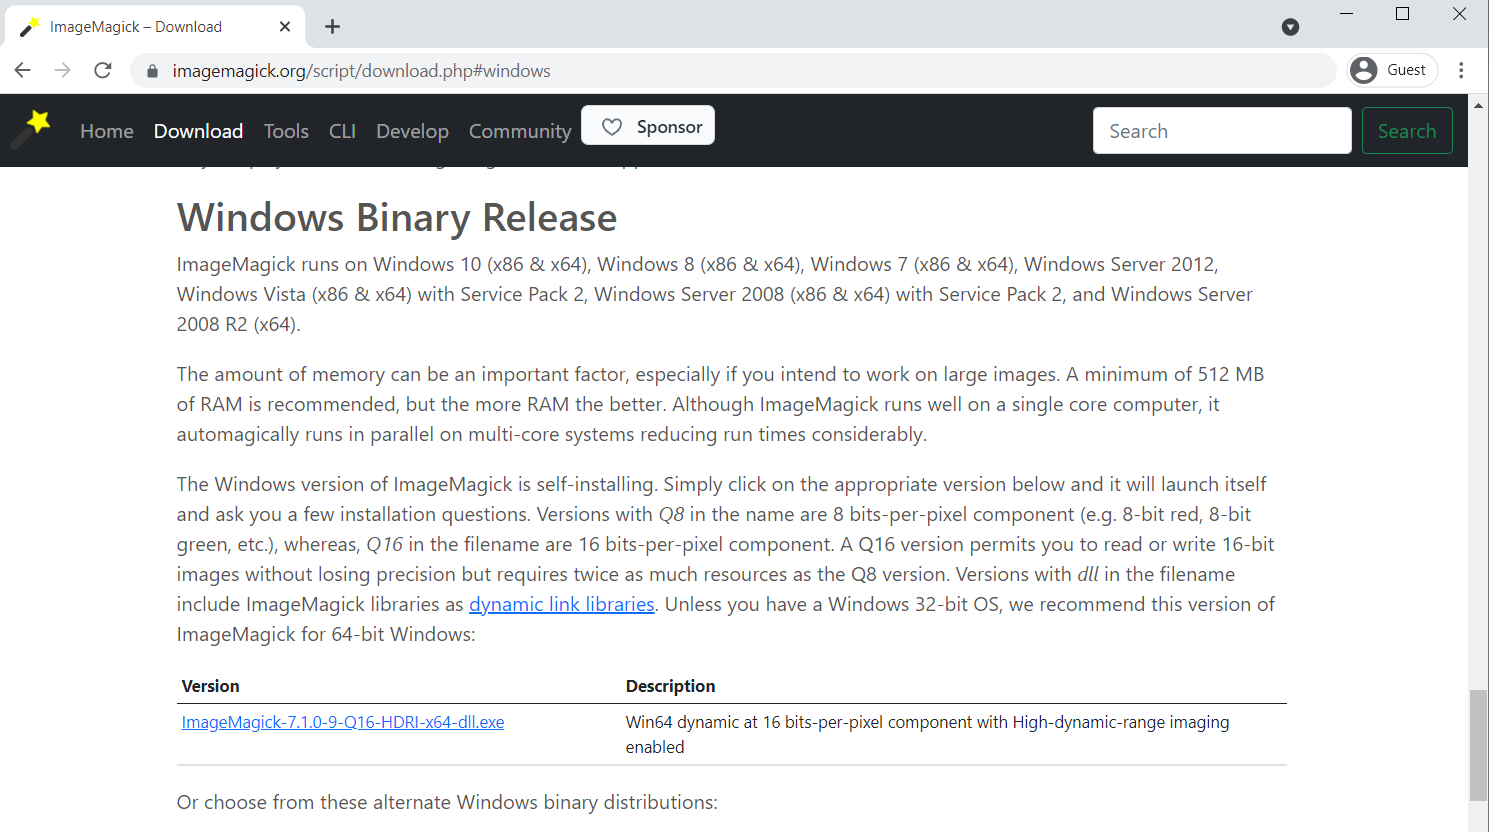 ImageMagick – Download
imagemagick.org/script/download.php#windows
Guest
Home Download Tools CLI Develop Community Sponsor Search Search
Windows Binary Release
ImageMagick runs on Windows 10 (x86 & x64), Windows 8 (x86 & x64), Windows 7 (x86 & x64), Windows Server 2012,
Windows Vista (x86 & x64) with Service Pack 2, Windows Server 2008 (x86 & x64) with Service Pack 2, and Windows Server
2008 R2 (x64).
The amount of memory can be an important factor, especially if you intend to work on large images. A minimum of 512 MB
of RAM is recommended, but the more RAM the better. Although ImageMagick runs well on a single core computer, it
automagically runs in parallel on multi-core systems reducing run times considerably.
The Windows version of ImageMagick is self-installing. Simply click on the appropriate version below and it will launch itself
and ask you a few installation questions. Versions with Q8 in the name are 8 bits-per-pixel component (e.g. 8-bit red, 8-bit
green, etc.), whereas, Q16 in the filename are 16 bits-per-pixel component. A Q16 version permits you to read or write 16-bit
images without losing precision but requires twice as much resources as the Q8 version. Versions with dll in the filename
include ImageMagick libraries as dynamic link libraries. Unless you have a Windows 32-bit OS, we recommend this version of
ImageMagick for 64-bit Windows:
Version Description
ImageMagick-7.1.0-9-Q16-HDRI-x64-dll.exe Win64 dynamic at 16 bits-per-pixel component with High-dynamic-range imaging
enabled
Or choose from these alternate Windows binary distributions: